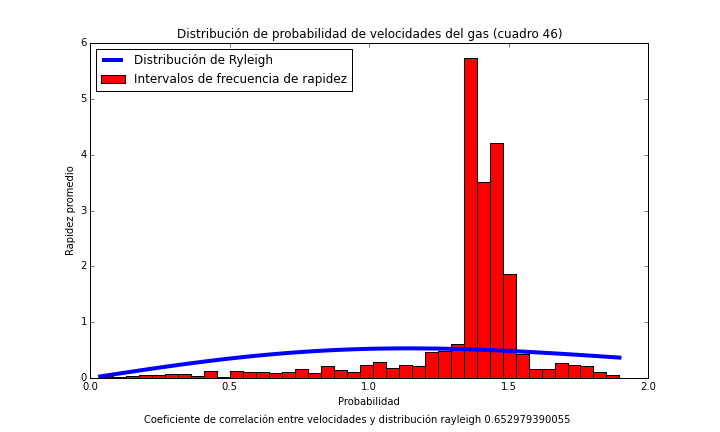 Distribución de probabilidad de velocidades del gas (cuadro 46)
6
Distribución de Ryleigh
Intervalos de frecuencia de rapidez
5
4
3
2
1
0
Rapidez promedio
0.0 0.5 1.0 1.5 2.0
Probabilidad
Coeficiente de correlación entre velocidades y distribución rayleigh 0.652979390055